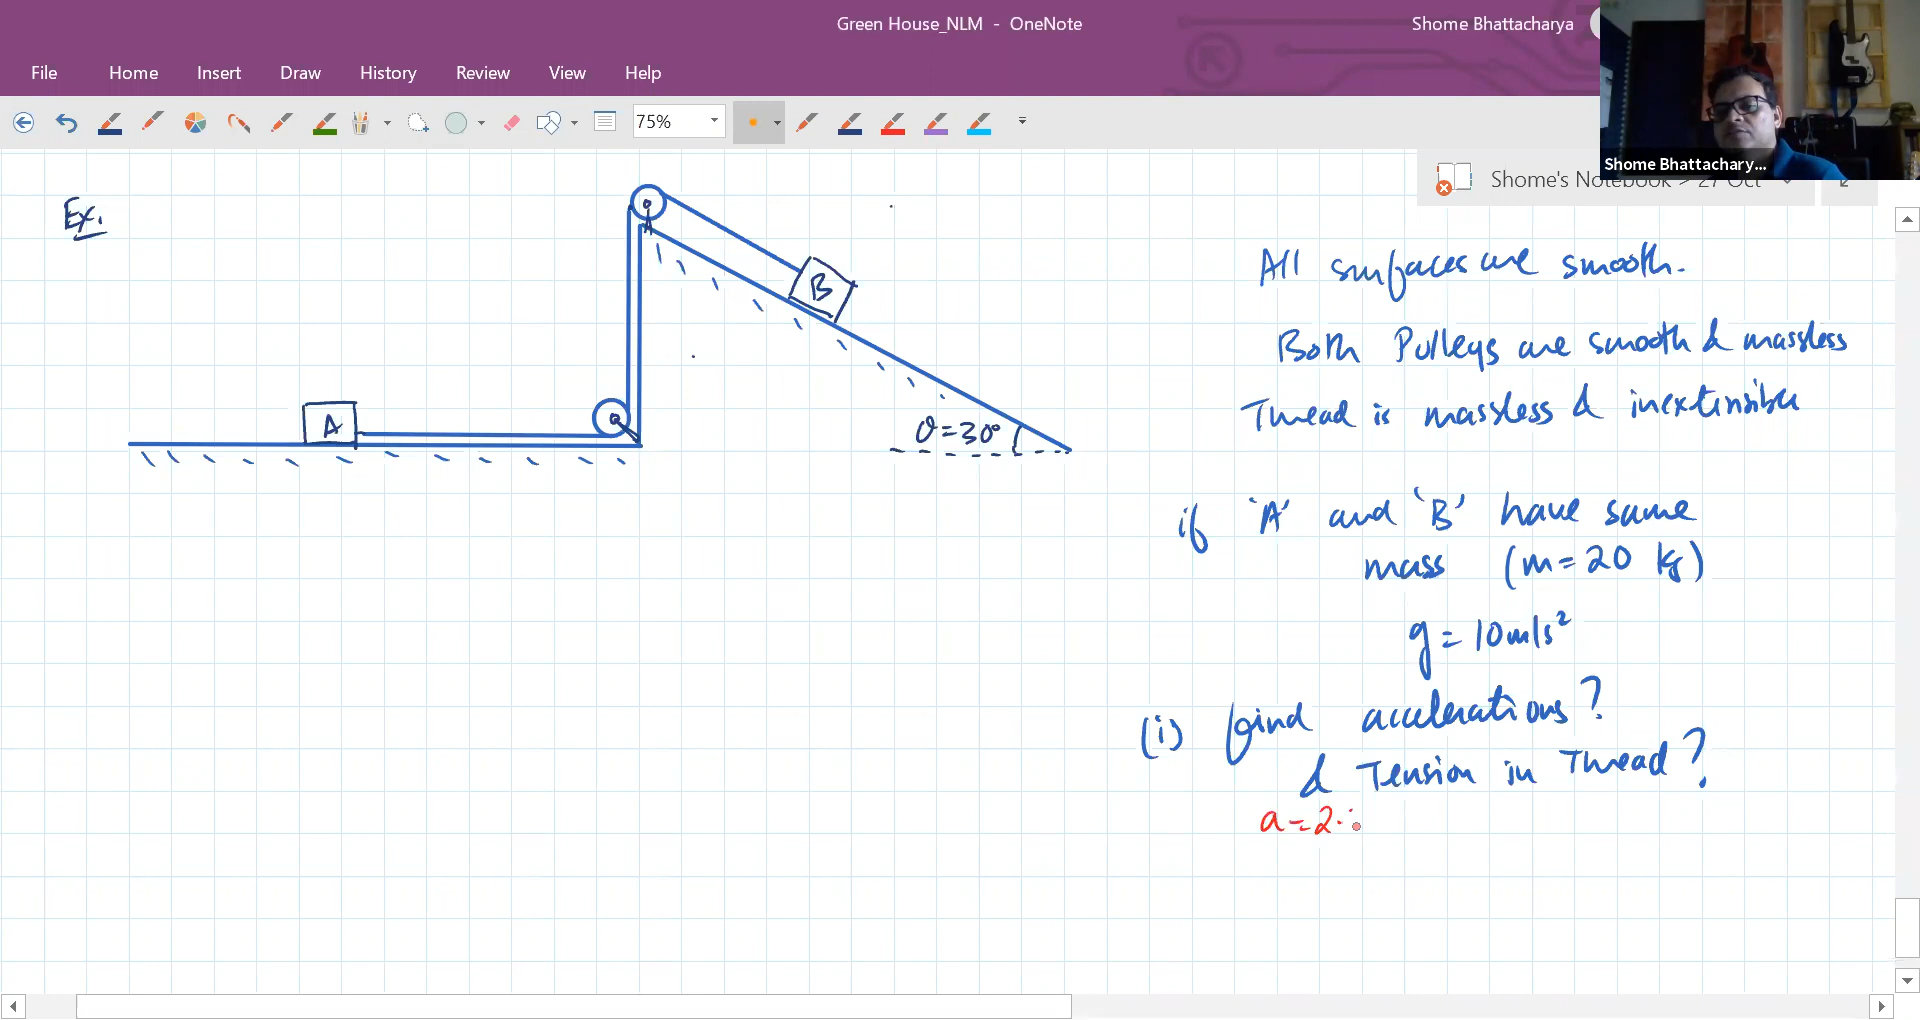 Green House_NLM - OneNote
Shome Bhattacharya
File Home Insert Draw History Review View Help
75%
Shome Bhattachary...
Shome's Notebook > 27 Oct
Ex.
A
B
θ=30°
All surfaces are smooth.
Both Pulleys are smooth & massless
Thread is massless & inextensible
if 'A' and 'B' have same
mass (m=20 kg)
g = 10m/s²
(i) find accelerations?
& Tension in Thread?
a=2.